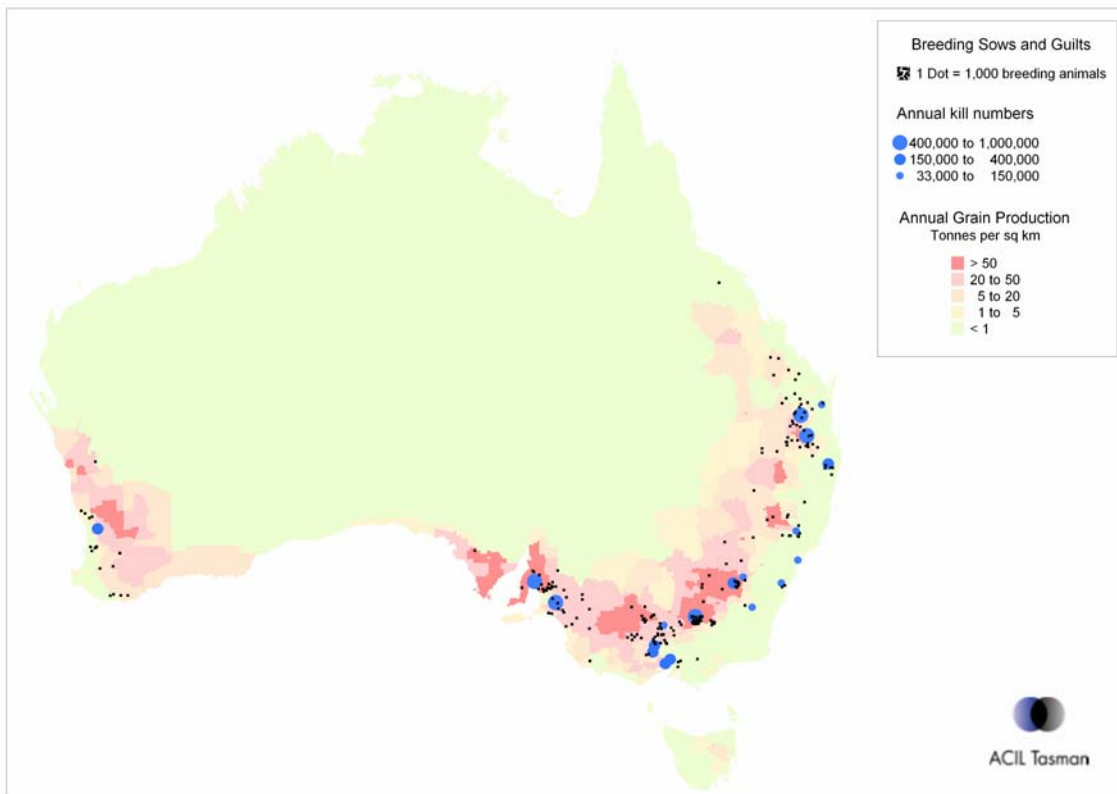 Breeding Sows and Guilts
1 Dot = 1,000 breeding animals
Annual kill numbers
400,000 to 1,000,000
150,000 to 400,000
33,000 to 150,000
Annual Grain Production
Tonnes per sq km
> 50
20 to 50
5 to 20
1 to 5
< 1
ACIL Tasman